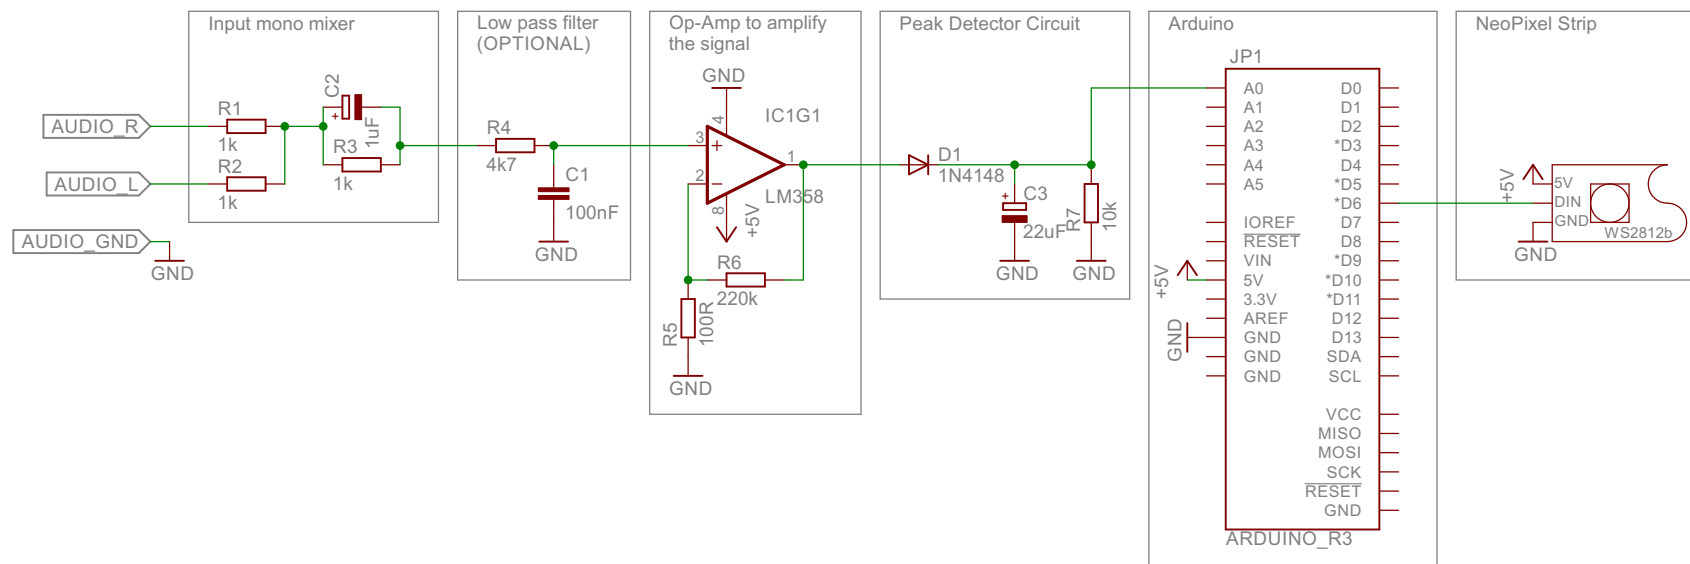 Input mono mixer
AUDIO_R
AUDIO_L
AUDIO_GND
GND
R1
1k
R2
1k
C2
+
1uF
R3
1k
Low pass filter
(OPTIONAL)
R4
4k7
C1
100nF
GND
Op-Amp to amplify
the signal
GND
IC1G1
4
3
+
1
2
−
8
LM358
+5V
R6
220k
R5
100R
GND
Peak Detector Circuit
D1
1N4148
+
C3
22uF
GND
R7
10k
GND
Arduino
JP1
A0 D0
A1 D1
A2 D2
A3 *D3
A4 D4
A5 *D5
*D6
IOREF D7
RESET D8
VIN *D9
5V *D10
3.3V *D11
AREF D12
GND D13
GND SDA
GND SCL
VCC
MISO
MOSI
SCK
RESET
GND
+5V
GND
ARDUINO_R3
NeoPixel Strip
+5V
5V
DIN
GND
WS2812b
GND